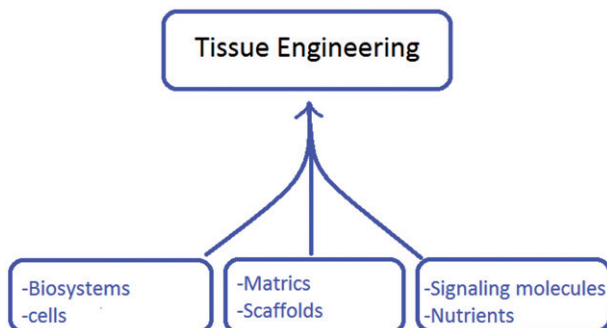 Tissue Engineering
-Biosystems
-cells
-Matrics
-Scaffolds
-Signaling molecules
-Nutrients